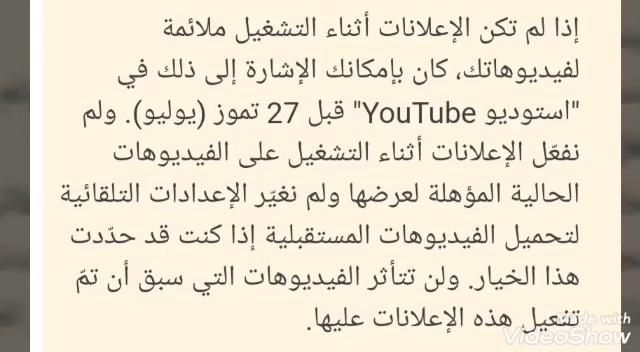 إذا لم تكن الإعلانات أثناء التشغيل ملائمة
لفيديوهاتك، كان بإمكانك الإشارة إلى ذلك في
"استوديو YouTube" قبل 27 تموز (يوليو). ولم
نفعّل الإعلانات أثناء التشغيل على الفيديوهات
الحالية المؤهلة لعرضها ولم نغيّر الإعدادات التلقائية
لتحميل الفيديوهات المستقبلية إذا كنت قد حدّدت
هذا الخيار. ولن تتأثر الفيديوهات التي سبق أن تمّ
تفعيل هذه الإعلانات عليها.
Made with
VideoShow